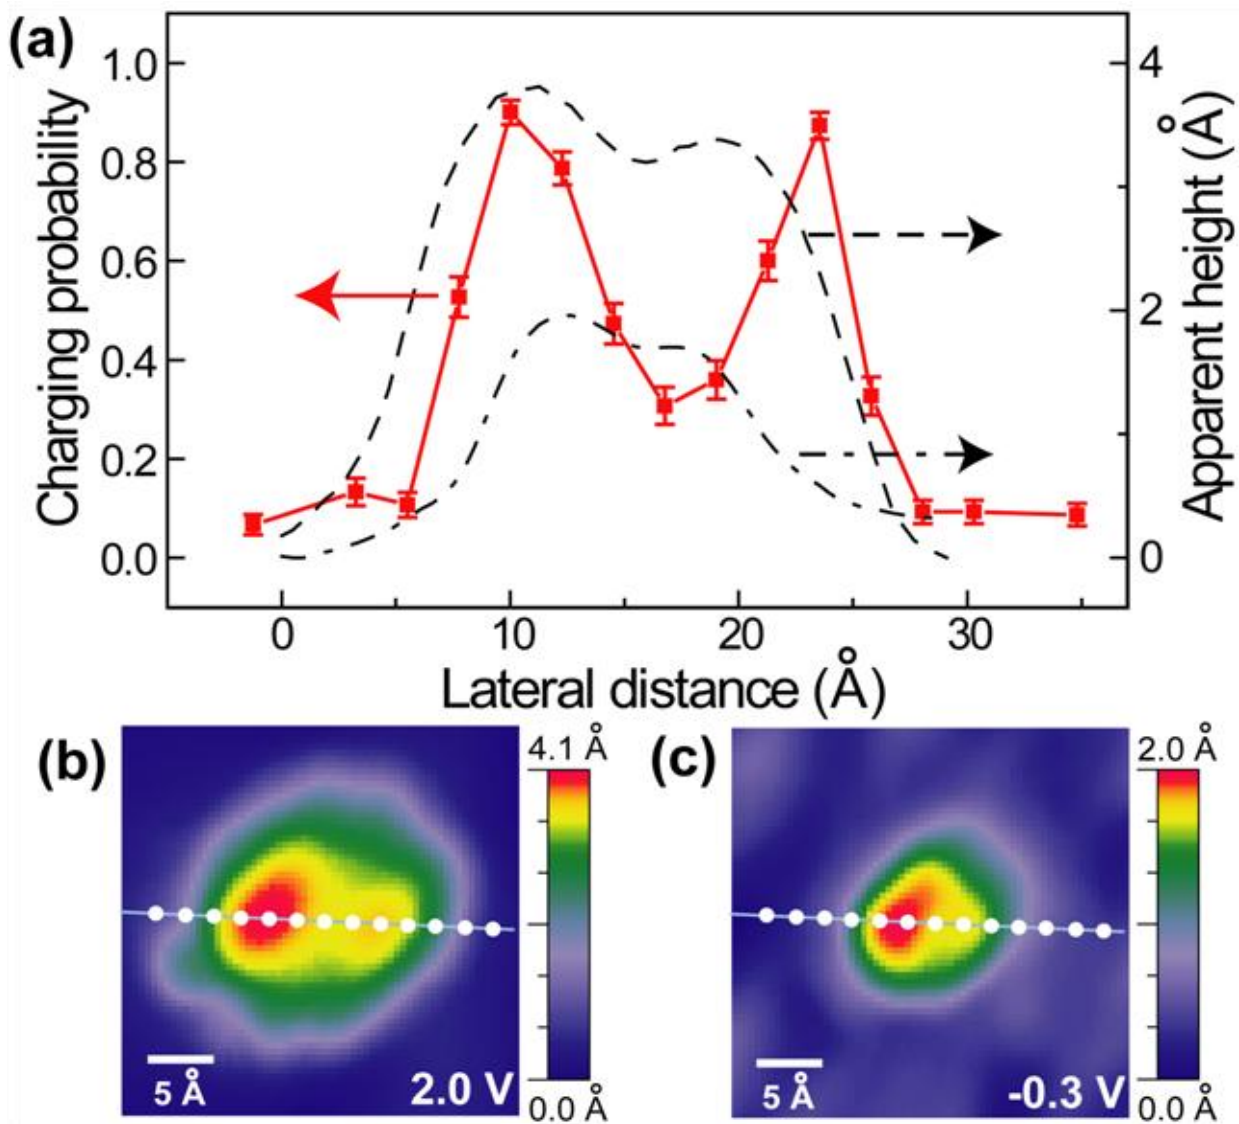 (a)
Charging probability
1.0
0.8
0.6
0.4
0.2
0.0
4
2
0
Apparent height (Å)
0 10 20 30
Lateral distance (Å)
(b)
4.1 Å
5 Å
2.0 V
0.0 Å
(c)
2.0 Å
5 Å
-0.3 V
0.0 Å